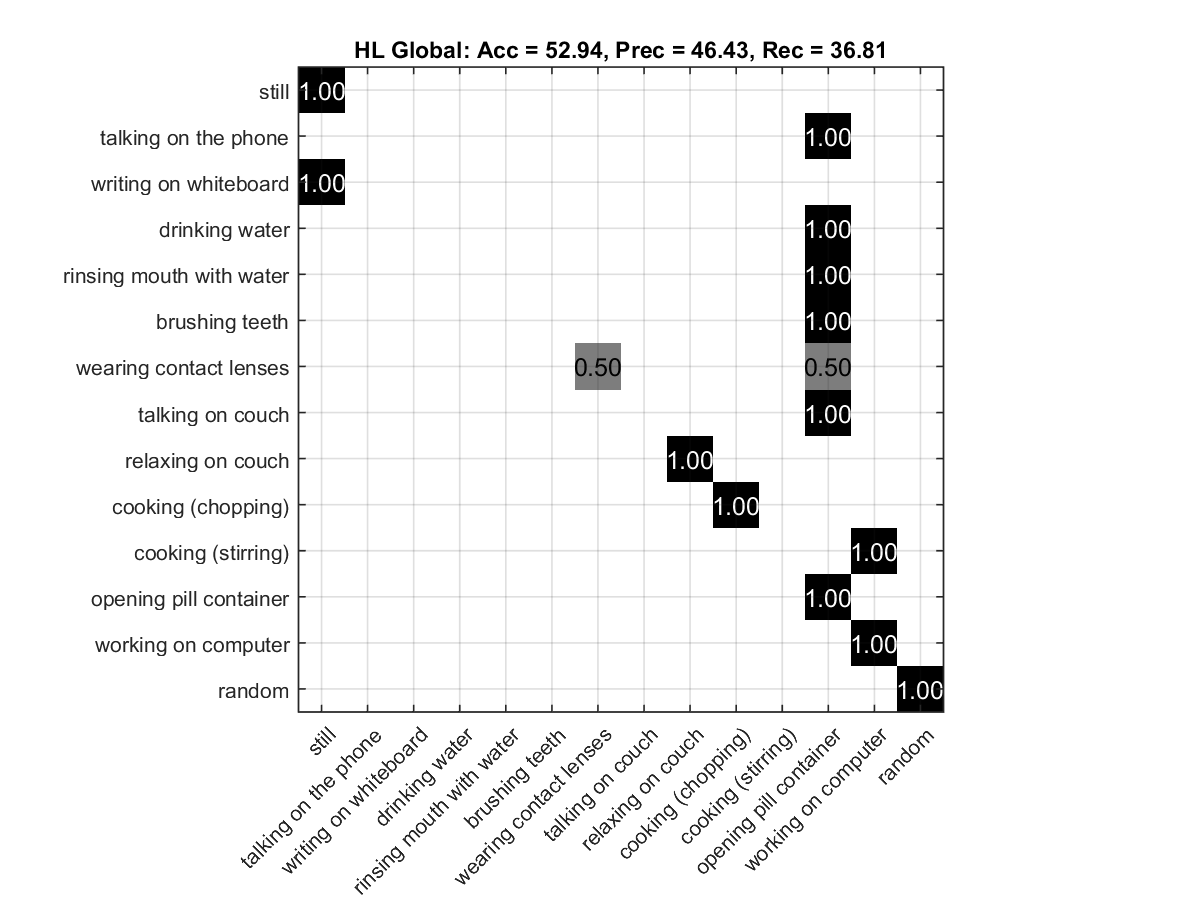 HL Global: Acc = 52.94, Prec = 46.43, Rec = 36.81
still 1.00
talking on the phone 1.00
writing on whiteboard 1.00
drinking water 1.00
rinsing mouth with water 1.00
brushing teeth 1.00
wearing contact lenses 0.50 0.50
talking on couch 1.00
relaxing on couch 1.00
cooking (chopping) 1.00
cooking (stirring) 1.00
opening pill container 1.00
working on computer 1.00
random 1.00
still
talking on the phone
writing on whiteboard
drinking water
rinsing mouth with water
brushing teeth
wearing contact lenses
talking on couch
relaxing on couch
cooking (chopping)
cooking (stirring)
opening pill container
working on computer
random